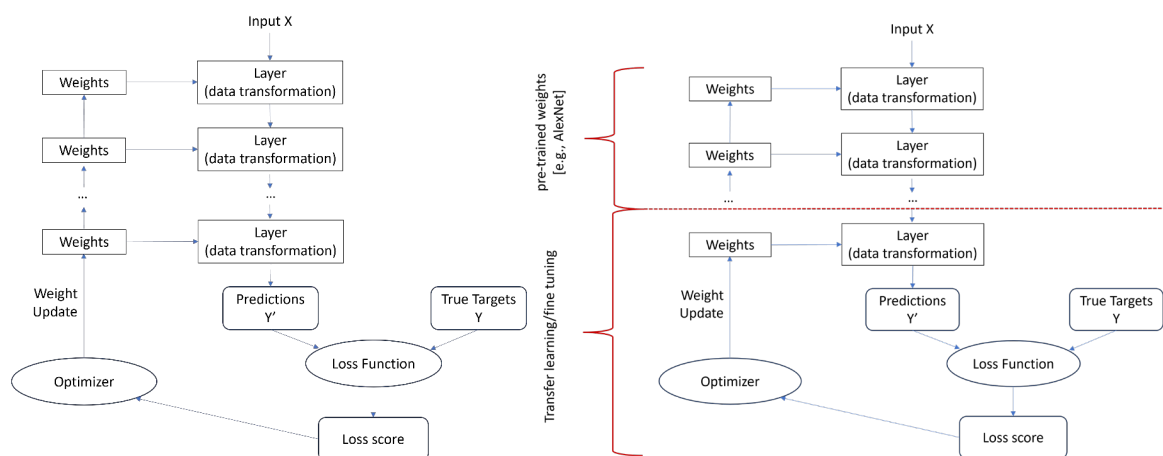 Input X
Weights
Layer
(data transformation)
Weights
Layer
(data transformation)
...
...
Weights
Layer
(data transformation)
Weight
Update
Predictions
Y'
True Targets
Y
Optimizer
Loss Function
Loss score
pre-trained weights
[e.g., AlexNet]
Transfer learning/fine tuning
Input X
Weights
Layer
(data transformation)
Weights
Layer
(data transformation)
...
...
Weights
Layer
(data transformation)
Weight
Update
Predictions
Y'
True Targets
Y
Optimizer
Loss Function
Loss score